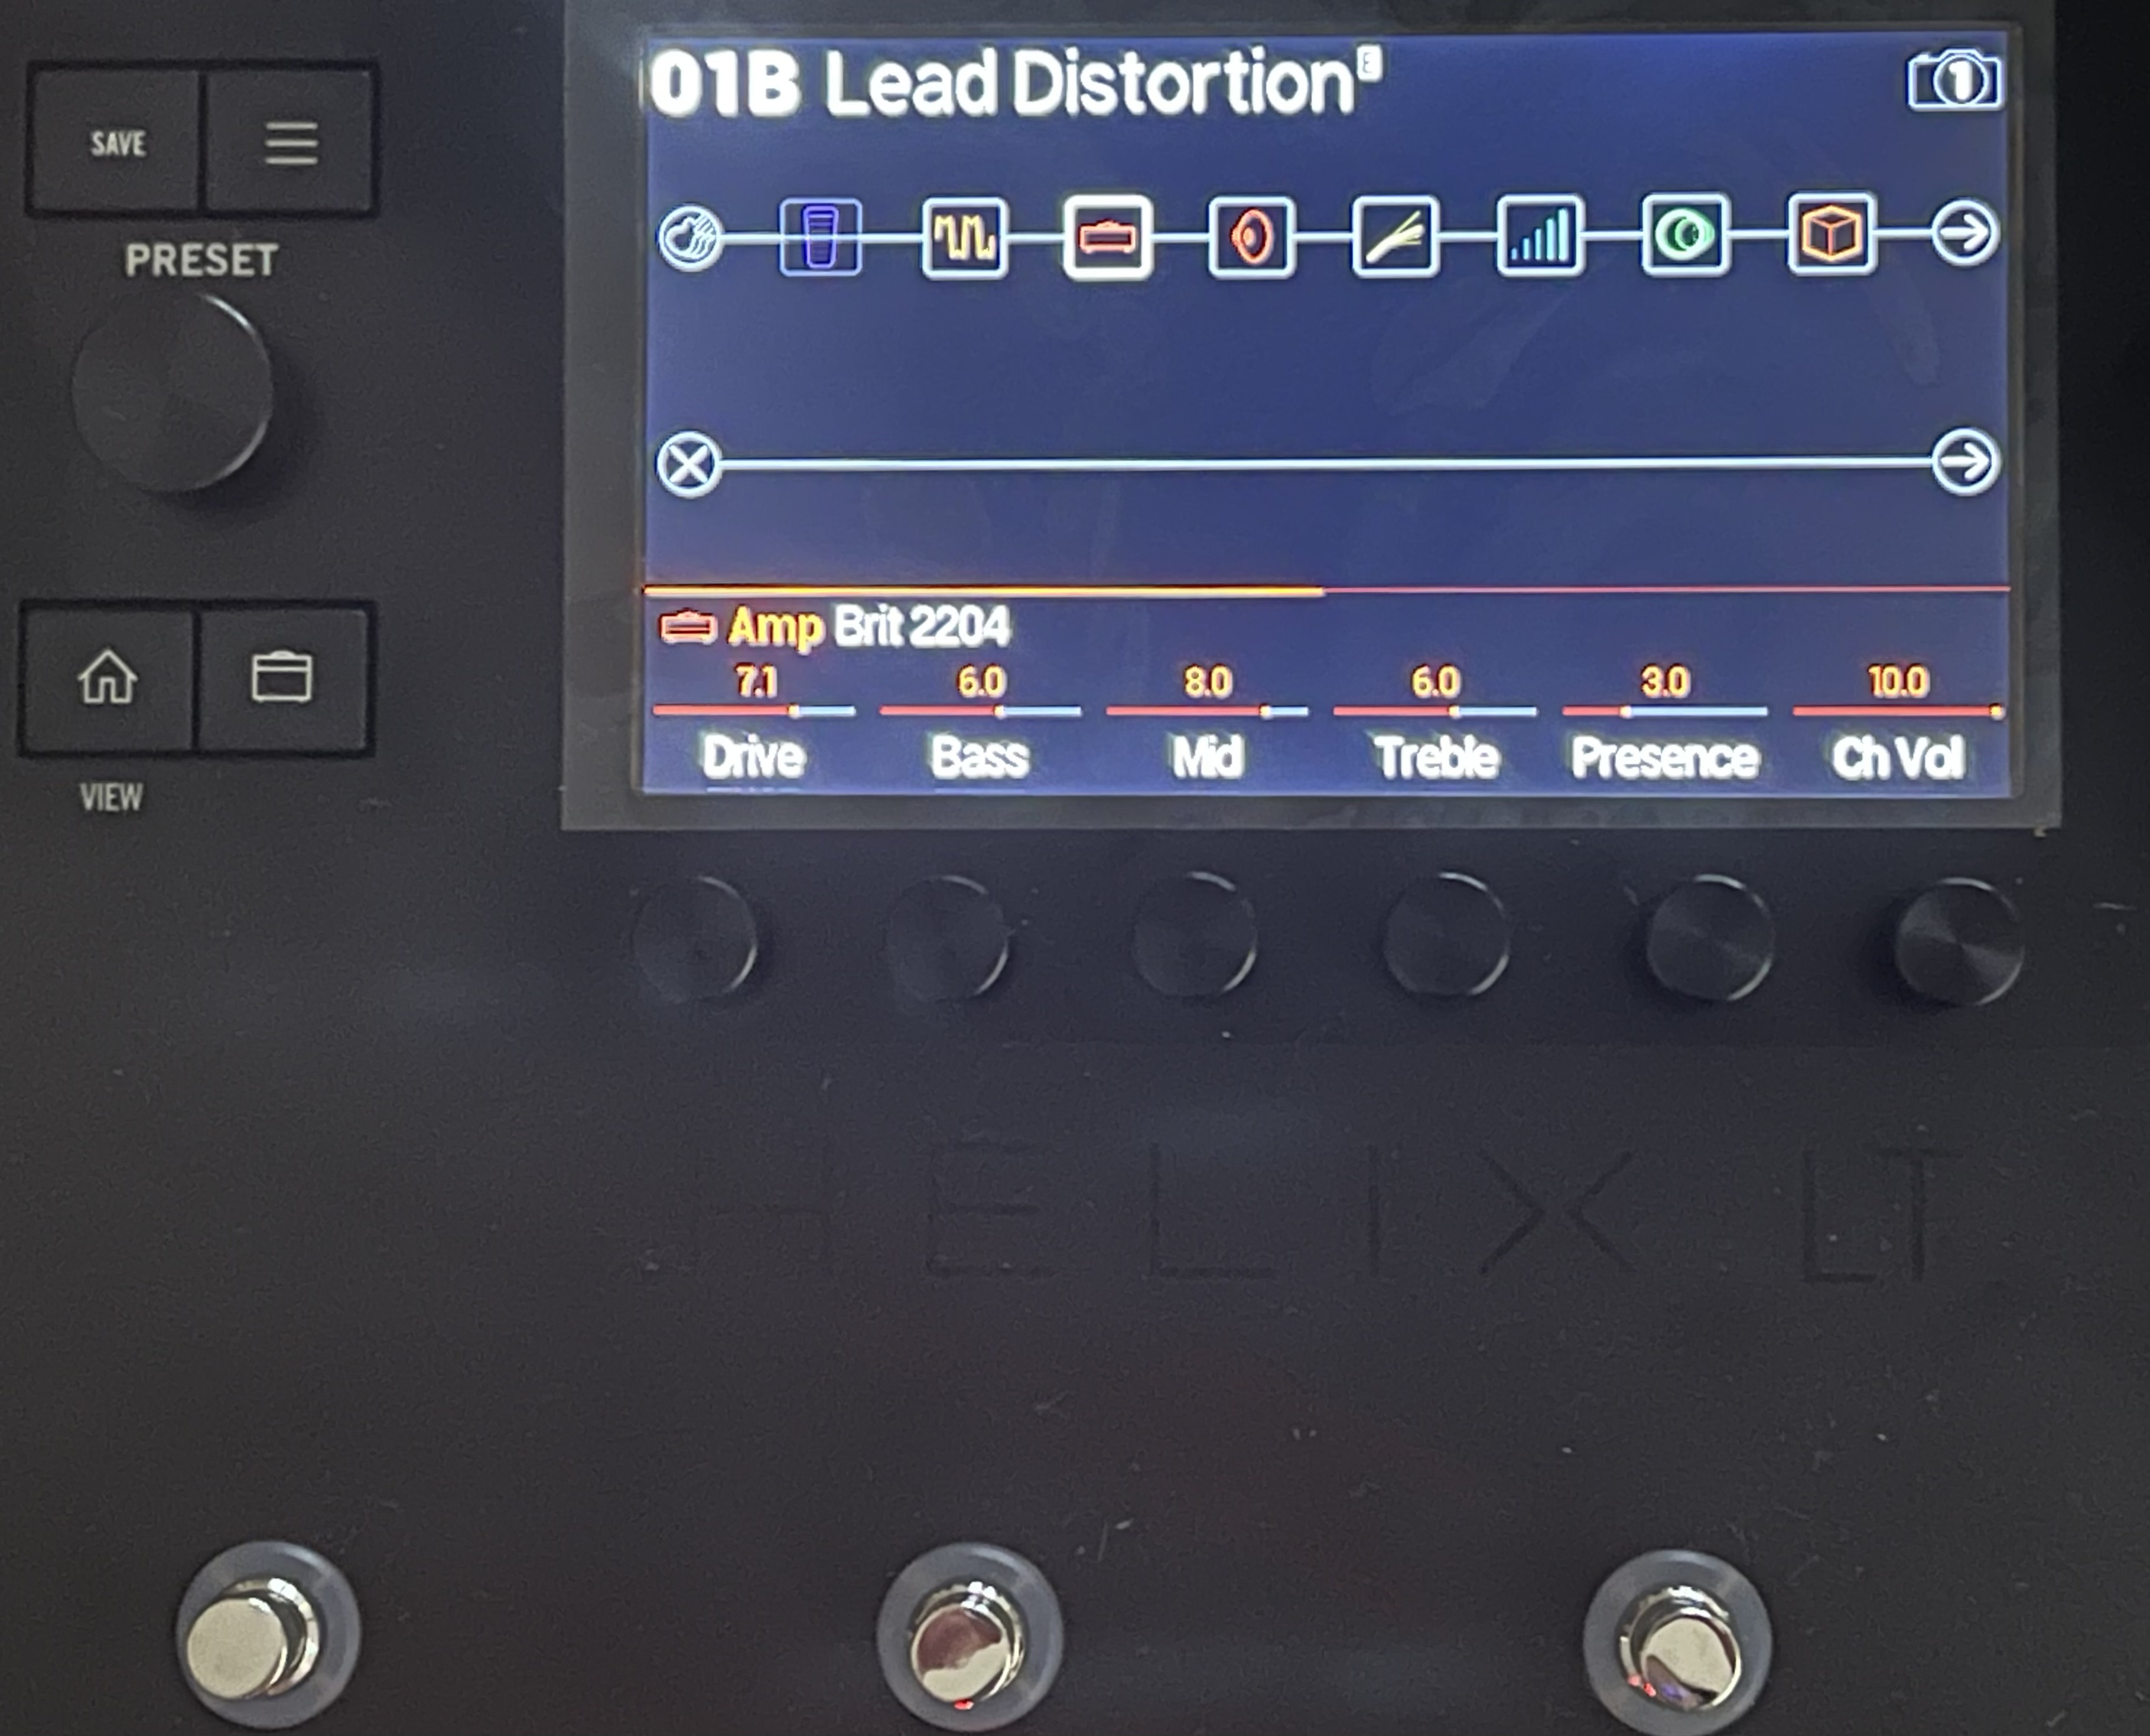 01B Lead Distortion E
1
SAVE
PRESET
Amp Brit 2204
7.1 6.0 8.0 6.0 3.0 10.0
Drive Bass Mid Treble Presence Ch Vol
VIEW
HELIX LT